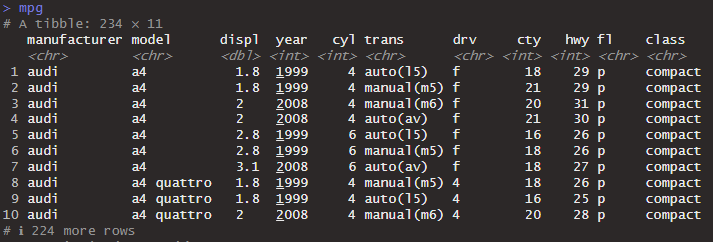 > mpg
# A tibble: 234 × 11
manufacturer model displ year cyl trans drv cty hwy fl class
<chr> <chr> <dbl> <int> <int> <chr> <chr> <int> <int> <chr> <chr>
1 audi a4 1.8 1999 4 auto(l5) f 18 29 p compact
2 audi a4 1.8 1999 4 manual(m5) f 21 29 p compact
3 audi a4 2 2008 4 manual(m6) f 20 31 p compact
4 audi a4 2 2008 4 auto(av) f 21 30 p compact
5 audi a4 2.8 1999 6 auto(l5) f 16 26 p compact
6 audi a4 2.8 1999 6 manual(m5) f 18 26 p compact
7 audi a4 3.1 2008 6 auto(av) f 18 27 p compact
8 audi a4 quattro 1.8 1999 4 manual(m5) 4 18 26 p compact
9 audi a4 quattro 1.8 1999 4 auto(l5) 4 16 25 p compact
10 audi a4 quattro 2 2008 4 manual(m6) 4 20 28 p compact
# ℹ 224 more rows